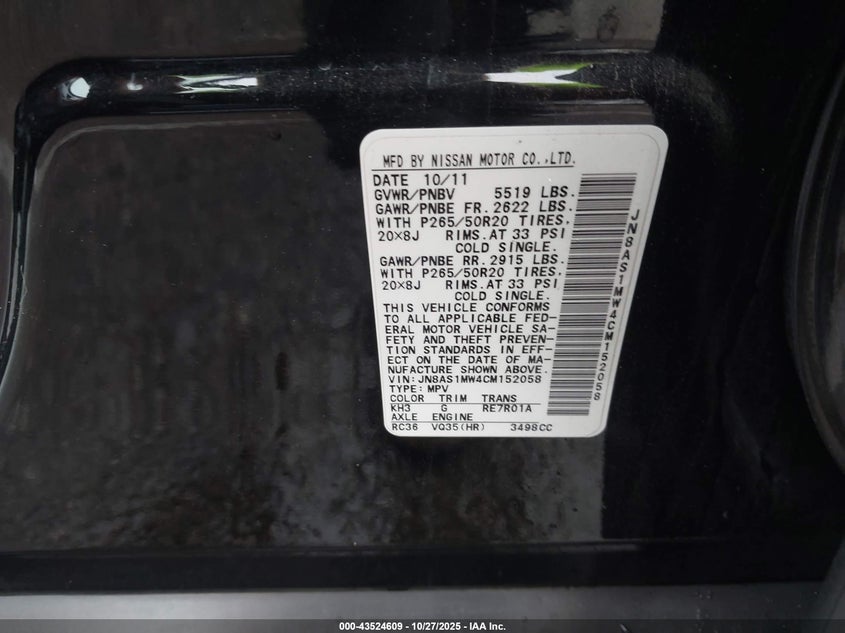 MFD BY NISSAN MOTOR CO.,LTD.
DATE 10/11
GVWR/PNBV 5519 LBS.
GAWR/PNBE FR. 2622 LBS.
WITH P265/50R20 TIRES.
20×8J RIMS. AT 33 PSI
COLD SINGLE.
GAWR/PNBE RR. 2915 LBS.
WITH P265/50R20 TIRES.
20×8J RIMS. AT 33 PSI
COLD SINGLE.
THIS VEHICLE CONFORMS
TO ALL APPLICABLE FED-
ERAL MOTOR VEHICLE SA-
FETY AND THEFT PREVEN-
TION STANDARDS IN EFF-
ECT ON THE DATE OF MA-
NUFACTURE SHOWN ABOVE.
VIN: JN8AS1MW4CM152058
TYPE: MPV
COLOR TRIM TRANS
KH3 G RE7R01A
AXLE ENGINE
RC36 VQ35(HR) 3498CC
JN8AS1MW4CM152058
000-43524609 | 10/27/2025 - IAA Inc.